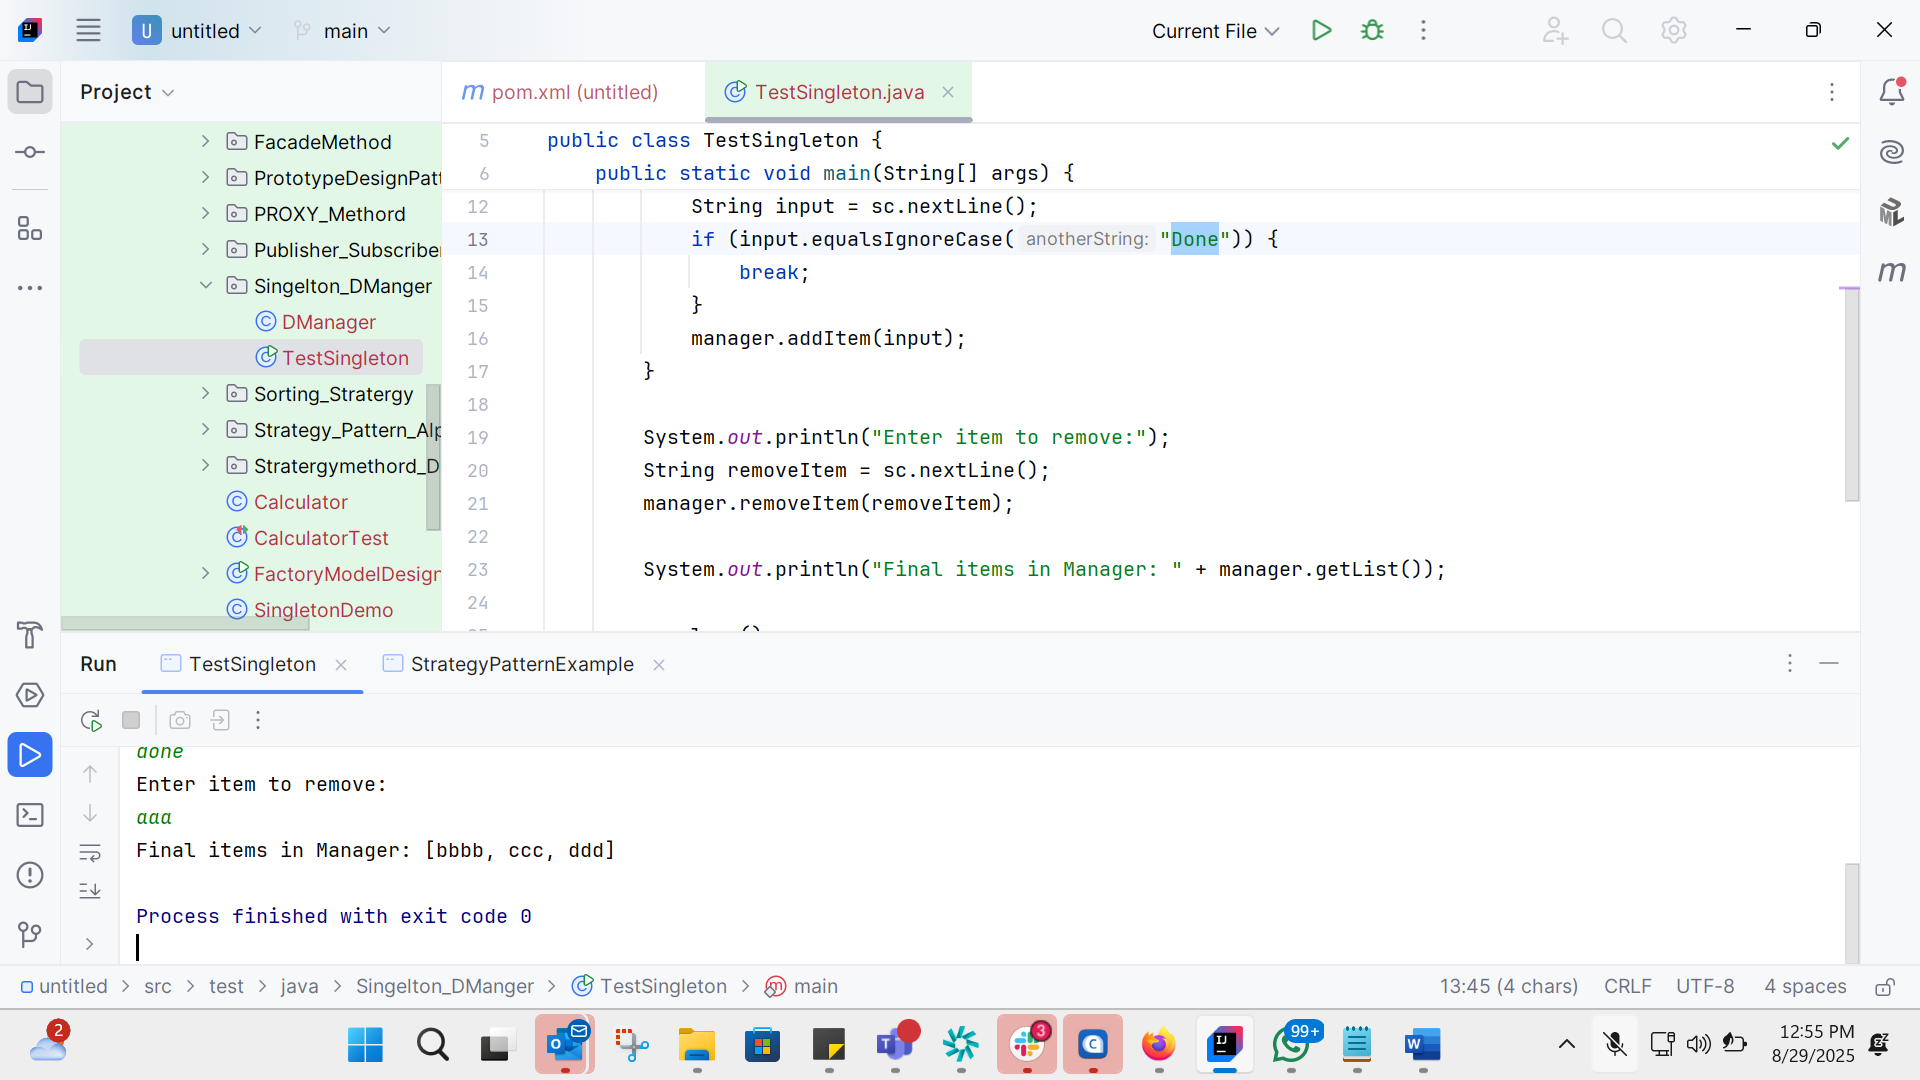 U untitled main Current File
Project
pom.xml (untitled) TestSingleton.java
FacadeMethod
PrototypeDesignPatt
PROXY_Methord
Publisher_Subscriber
Singelton_DManger
DManager
TestSingleton
Sorting_Stratergy
Strategy_Pattern_Alp
Stratergymethord_D
Calculator
CalculatorTest
FactoryModelDesign
SingletonDemo
5 public class TestSingleton {
6 public static void main(String[] args) {
12 String input = sc.nextLine();
13 if (input.equalsIgnoreCase( anotherString: "Done")) {
14 break;
15 }
16 manager.addItem(input);
17 }
18
19 System.out.println("Enter item to remove:");
20 String removeItem = sc.nextLine();
21 manager.removeItem(removeItem);
22
23 System.out.println("Final items in Manager: " + manager.getList());
24
Run TestSingleton StrategyPatternExample
done
Enter item to remove:
aaa
Final items in Manager: [bbbb, ccc, ddd]
Process finished with exit code 0
untitled > src > test > java > Singelton_DManger > TestSingleton > main 13:45 (4 chars) CRLF UTF-8 4 spaces
2 3 99+ 12:55 PM
8/29/2025